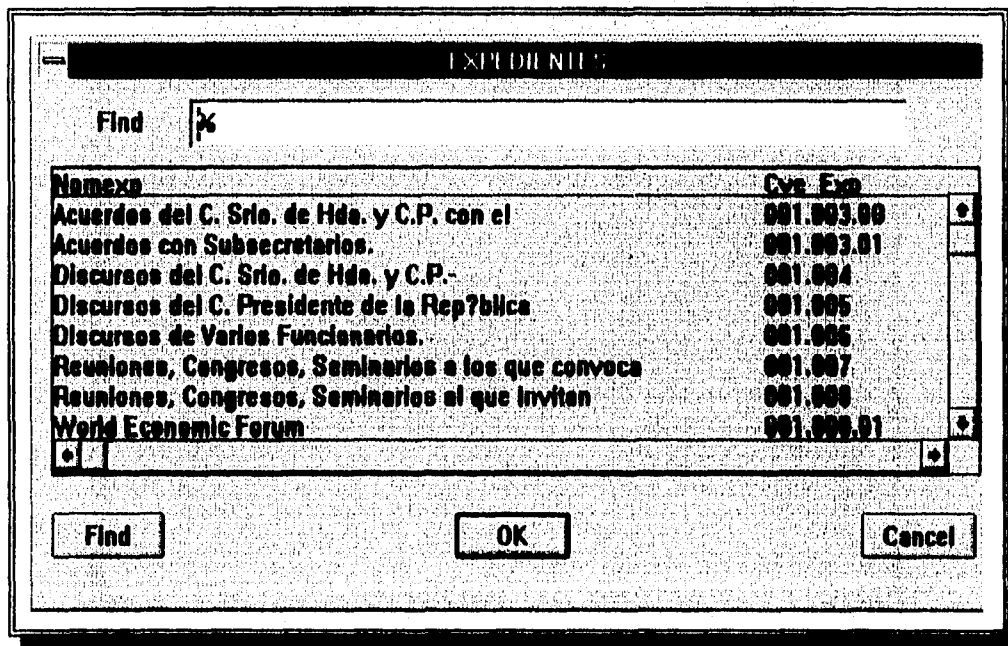 EXPEDIENTES
Find %
Nomexp Cve Exp
Acuerdos del C. Srio. de Hda. y C.P. con el 001.003.00
Acuerdos con Subsecretarios. 001.003.01
Discursos del C. Srio. de Hda. y C.P.- 001.004
Discursos del C. Presidente de la Rep?blica 001.005
Discursos de Varios Funcionarios. 001.006
Reuniones, Congresos, Seminarios a los que convoca 001.007
Reuniones, Congresos, Seminarios al que invitan 001.008
World Economic Forum
Find OK Cancel